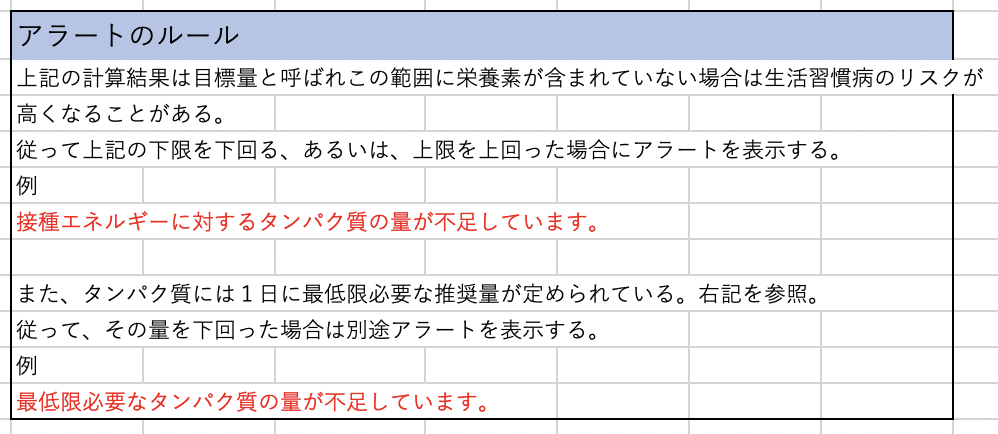 アラートのルール
上記の計算結果は目標量と呼ばれこの範囲に栄養素が含まれていない場合は生活習慣病のリスクが
高くなることがある。
従って上記の下限を下回る、あるいは、上限を上回った場合にアラートを表示する。
例
接種エネルギーに対するタンパク質の量が不足しています。
また、タンパク質には１日に最低限必要な推奨量が定められている。右記を参照。
従って、その量を下回った場合は別途アラートを表示する。
例
最低限必要なタンパク質の量が不足しています。